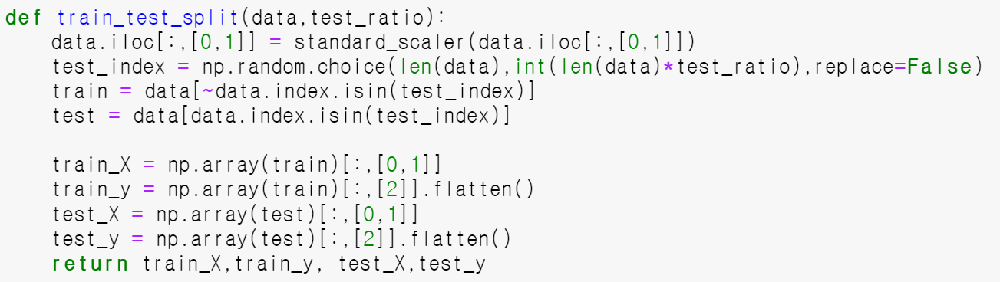 def train_test_split(data,test_ratio):
    data.iloc[:,[0,1]] = standard_scaler(data.iloc[:,[0,1]])
    test_index = np.random.choice(len(data),int(len(data)*test_ratio),replace=False)
    train = data[~data.index.isin(test_index)]
    test = data[data.index.isin(test_index)]

    train_X = np.array(train)[:,[0,1]]
    train_y = np.array(train)[:,[2]].flatten()
    test_X = np.array(test)[:,[0,1]]
    test_y = np.array(test)[:,[2]].flatten()
    return train_X,train_y, test_X,test_y